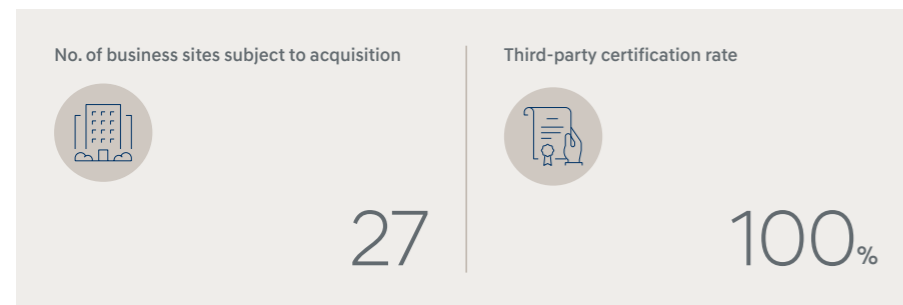 No. of business sites subject to acquisition
27
Third-party certification rate
100%